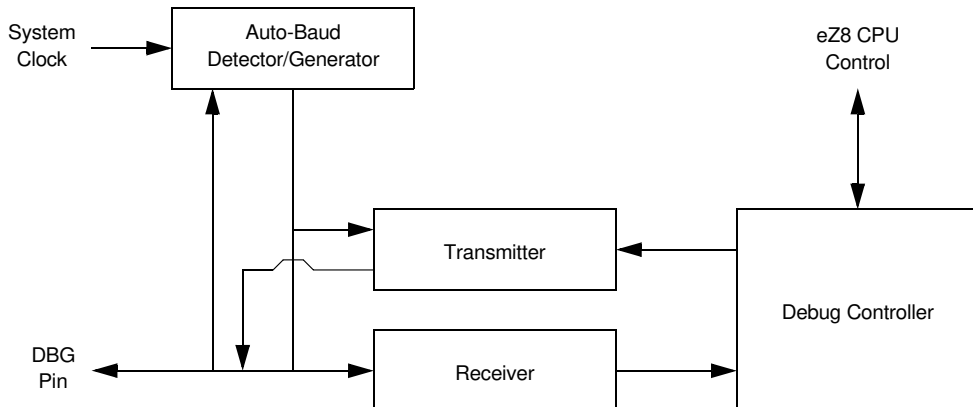 System
Clock
Auto-Baud
Detector/Generator
eZ8 CPU
Control
Transmitter
Debug Controller
DBG
Pin
Receiver